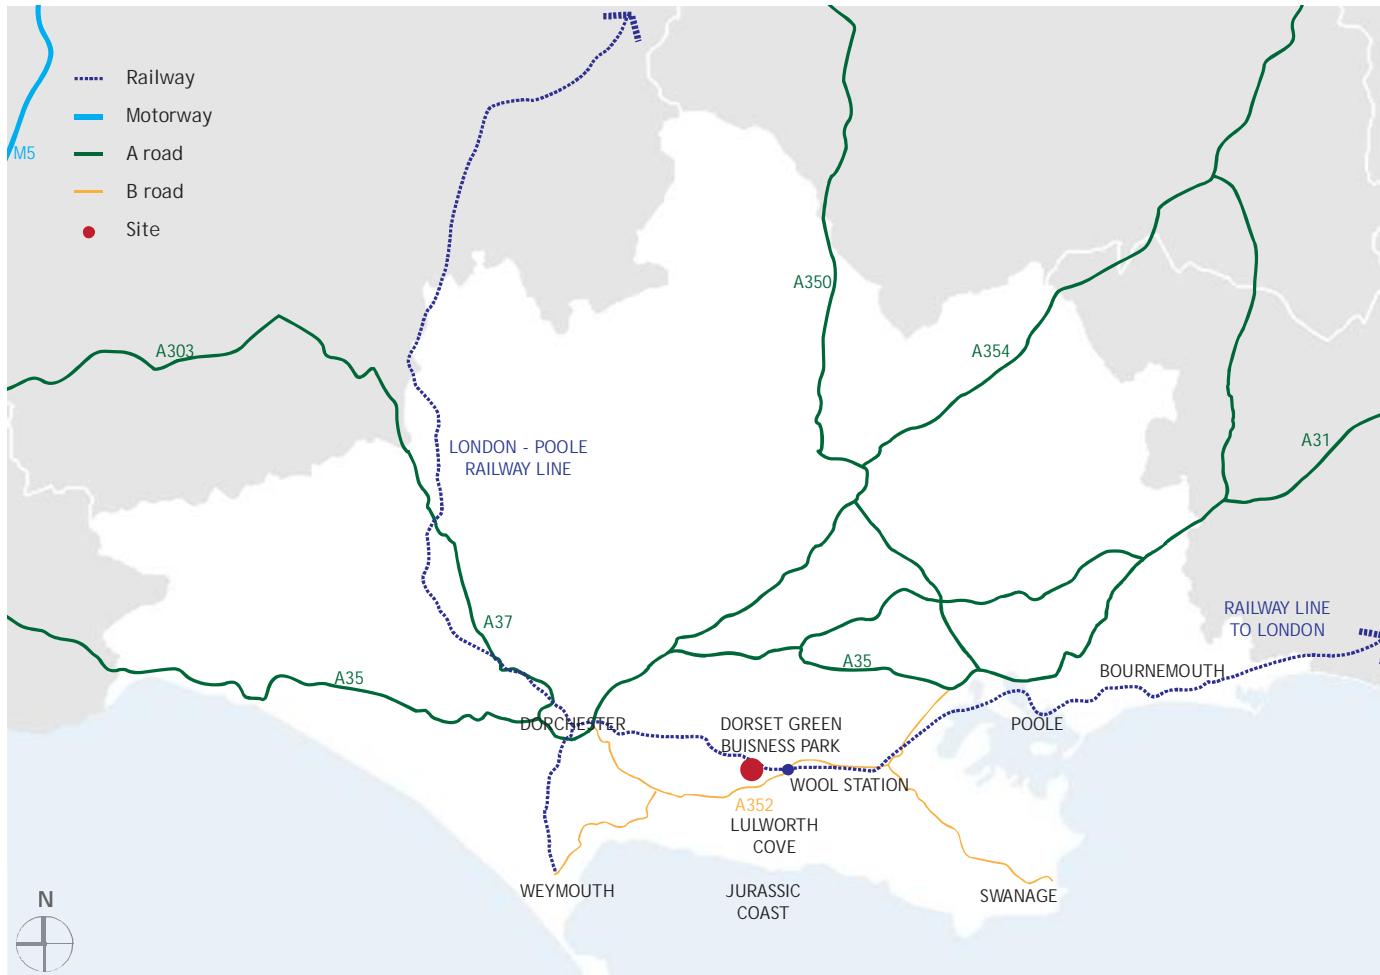 Railway
Motorway
M5
A road
B road
Site
A350
A303
A354
A31
LONDON - POOLE
RAILWAY LINE
RAILWAY LINE
TO LONDON
A37
A35
A35
BOURNEMOUTH
DORCHESTER
DORSET GREEN
BUISNESS PARK
POOLE
WOOL STATION
A352
LULWORTH
COVE
WEYMOUTH
JURASSIC
COAST
SWANAGE
N